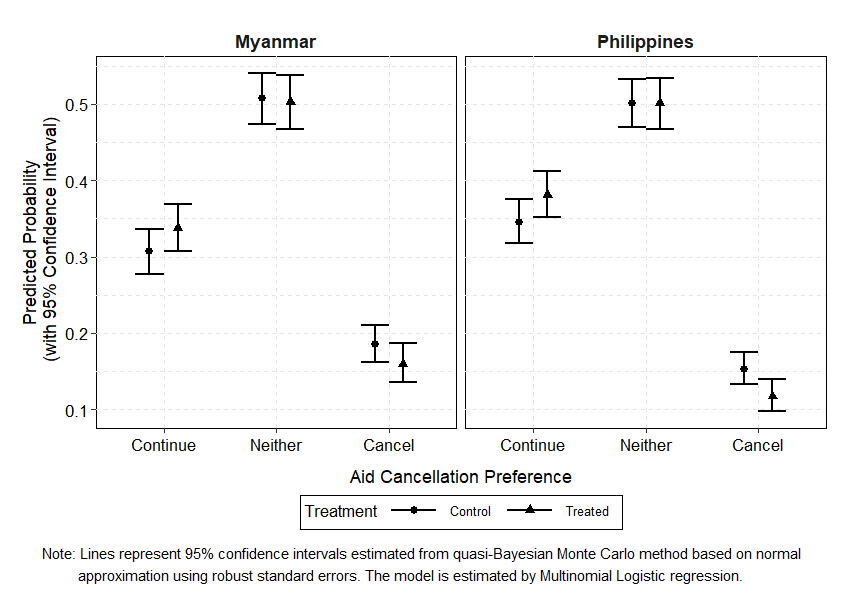 Myanmar
Philippines
Predicted Probability
(with 95% Confidence Interval)
0.5
0.4
0.3
0.2
0.1
Continue
Neither
Cancel
Continue
Neither
Cancel
Aid Cancellation Preference
Treatment
Control
Treated
Note: Lines represent 95% confidence intervals estimated from quasi-Bayesian Monte Carlo method based on normal
approximation using robust standard errors. The model is estimated by Multinomial Logistic regression.